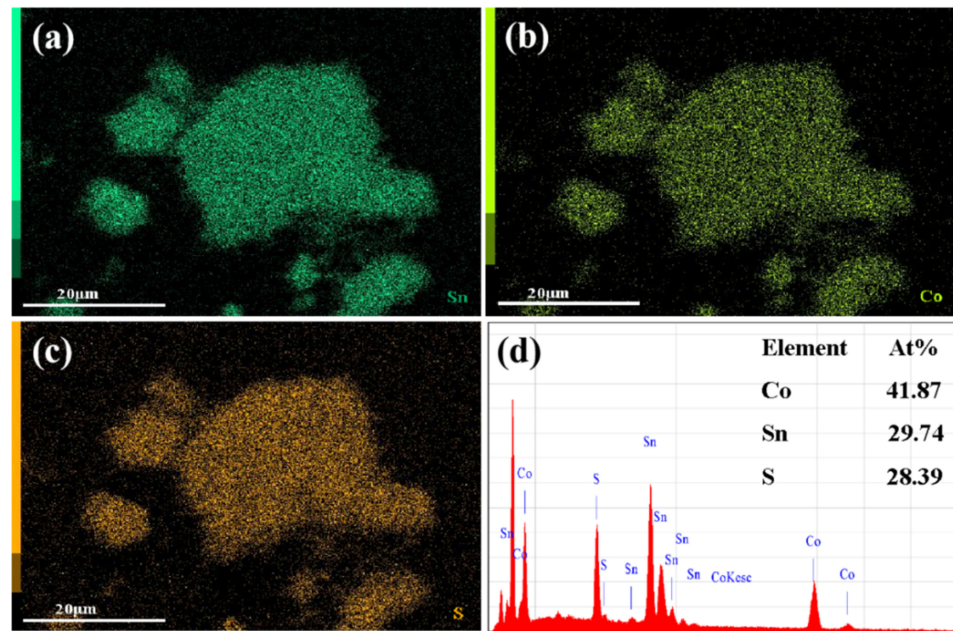 (a)
20μm
Sn
(b)
20μm
Co
(c)
20μm
S
(d)
Element At%
Co 41.87
Sn 29.74
S 28.39
Sn
Co
Co
S
S
Sn
Sn
Sn
Sn
Sn
Sn
CoKesc
Co
Co